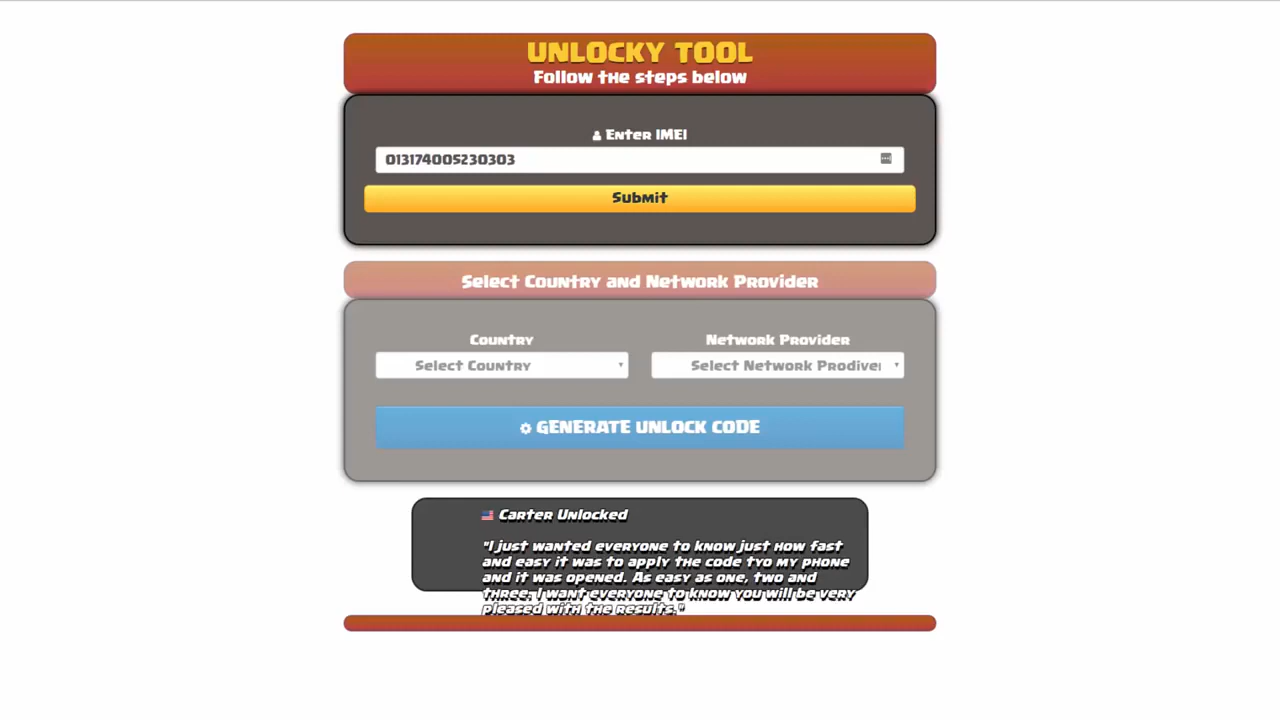 UNLOCKY TOOL
Follow the steps below
Enter IMEI
013174005230303
Submit
Select Country and Network Provider
Country
Network Provider
Select Country
Select Network Prodiver
GENERATE UNLOCK CODE
Carter Unlocked
"I just wanted everyone to know just how fast
and easy it was to apply the code tyo my phone
and it was opened. As easy as one, two and
three. I want everyone to know you will be very
pleased with the results."